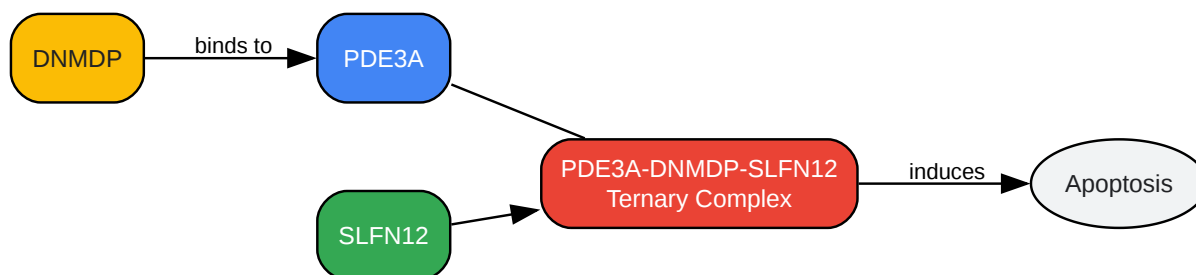 DNMDP
binds to
PDE3A
SLFN12
PDE3A-DNMDP-SLFN12
Ternary Complex
induces
Apoptosis